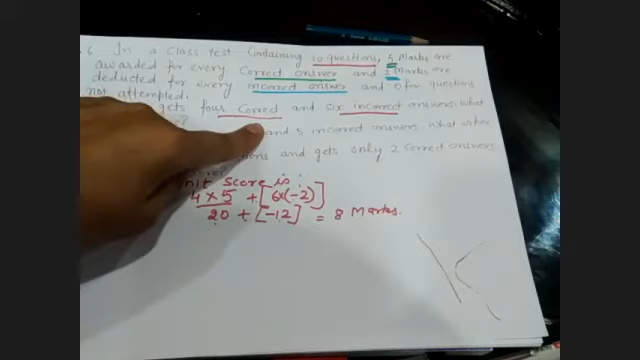 6 In a class test containing 10 questions, 5 Marks are
awarded for every Correct answer and 2 Marks are
deducted for every incorrect answer and 0 for questions
not attempted.
gets four Correct and six incorrect answers. What
and 5 incorrect answers. What
and gets only 2 Correct answers
Score is :
4 × 5 + [6×(-2)]
20 + [-12] = 8 Marks.